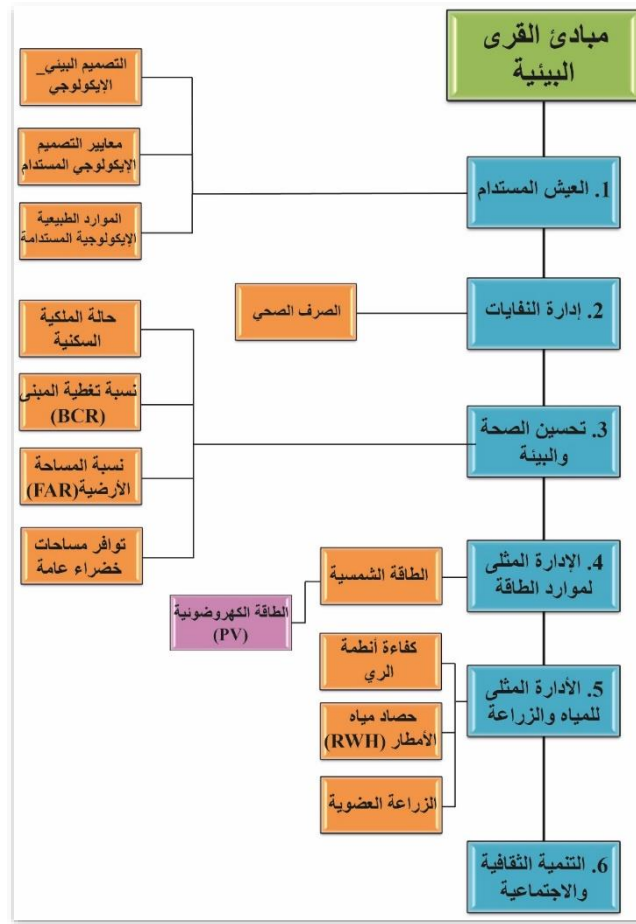 مبادئ القرى
البيئية
1. العيش المستدام
التصميم البيئي_
الإيكولوجي
معايير التصميم
الإيكولوجي المستدام
الموارد الطبيعية
الإيكولوجية المستدامة
2. إدارة النفايات
الصرف الصحي
3. تحسين الصحة
والبيئة
حالة الملكية
السكنية
نسبة تغطية المبنى
(BCR)
نسبة المساحة
الأرضية(FAR)
توافر مساحات
خضراء عامة
4. الإدارة المثلى
لموارد الطاقة
الطاقة الشمسية
الطاقة الكهروضوئية
(PV)
5. الأدارة المثلى
للمياه والزراعة
كفاءة أنظمة
الري
حصاد مياه
الأمطار (RWH)
الزراعة العضوية
6. التنمية الثقافية
والاجتماعية